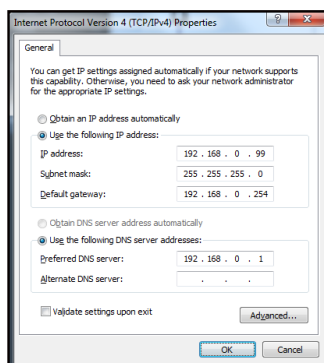 Internet Protocol Version 4 (TCP/IPv4) Properties
General
You can get IP settings assigned automatically if your network supports
this capability. Otherwise, you need to ask your network administrator
for the appropriate IP settings.
Obtain an IP address automatically
Use the following IP address:
IP address: 192 . 168 . 0 . 99
Subnet mask: 255 . 255 . 255 . 0
Default gateway: 192 . 168 . 0 . 254
Obtain DNS server address automatically
Use the following DNS server addresses:
Preferred DNS server: 192 . 168 . 0 . 1
Alternate DNS server: . . .
Validate settings upon exit
Advanced...
OK Cancel